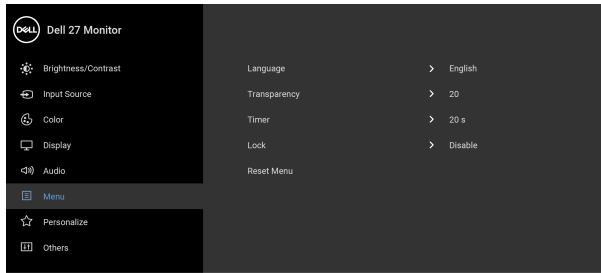 DELL Dell 27 Monitor
Brightness/Contrast Language English
Input Source Transparency 20
Color Timer 20 s
Display Lock Disable
Audio Reset Menu
Menu
Personalize
Others